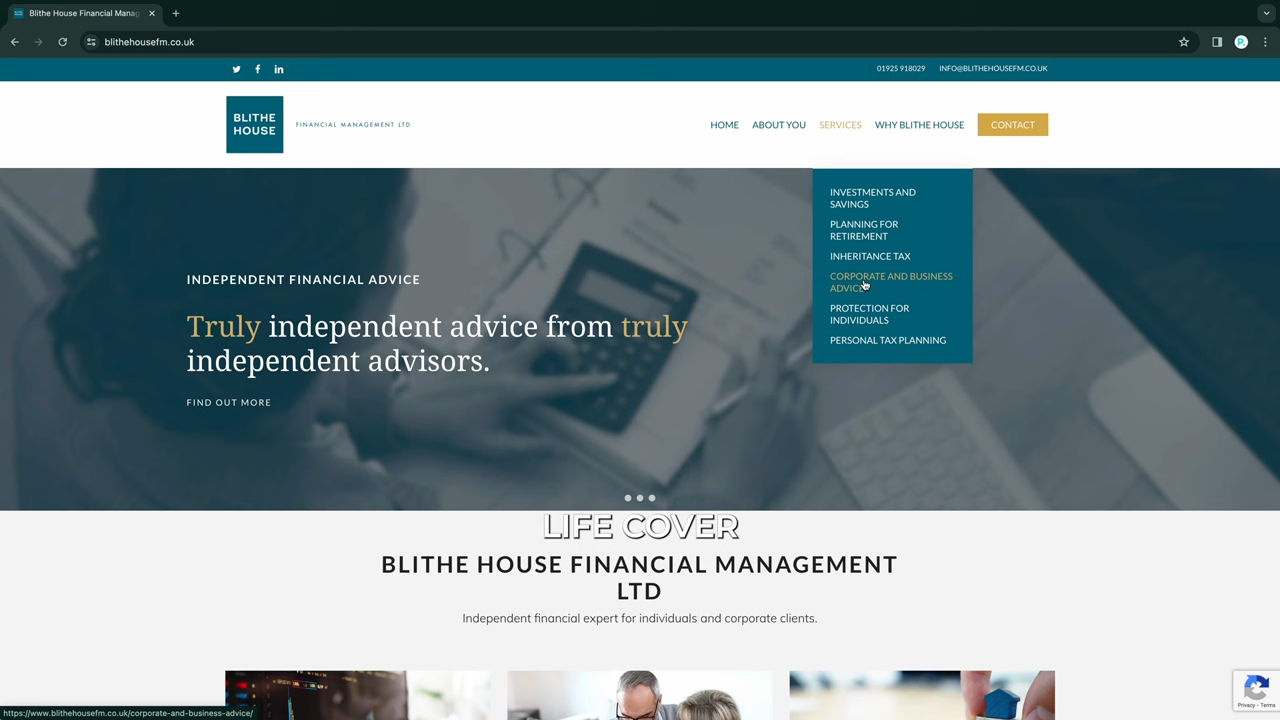 Blithe House Financial Manag
blithehousefm.co.uk
01925 918029 INFO@BLITHEHOUSEFM.CO.UK
BLITHE
HOUSE
FINANCIAL MANAGEMENT LTD
HOME ABOUT YOU SERVICES WHY BLITHE HOUSE CONTACT
INVESTMENTS AND
SAVINGS
PLANNING FOR
RETIREMENT
INHERITANCE TAX
CORPORATE AND BUSINESS
ADVICE
PROTECTION FOR
INDIVIDUALS
PERSONAL TAX PLANNING
INDEPENDENT FINANCIAL ADVICE
Truly independent advice from truly
independent advisors.
FIND OUT MORE
LIFE COVER
BLITHE HOUSE FINANCIAL MANAGEMENT
LTD
Independent financial expert for individuals and corporate clients.
https://www.blithehousefm.co.uk/corporate-and-business-advice/
Privacy - Terms